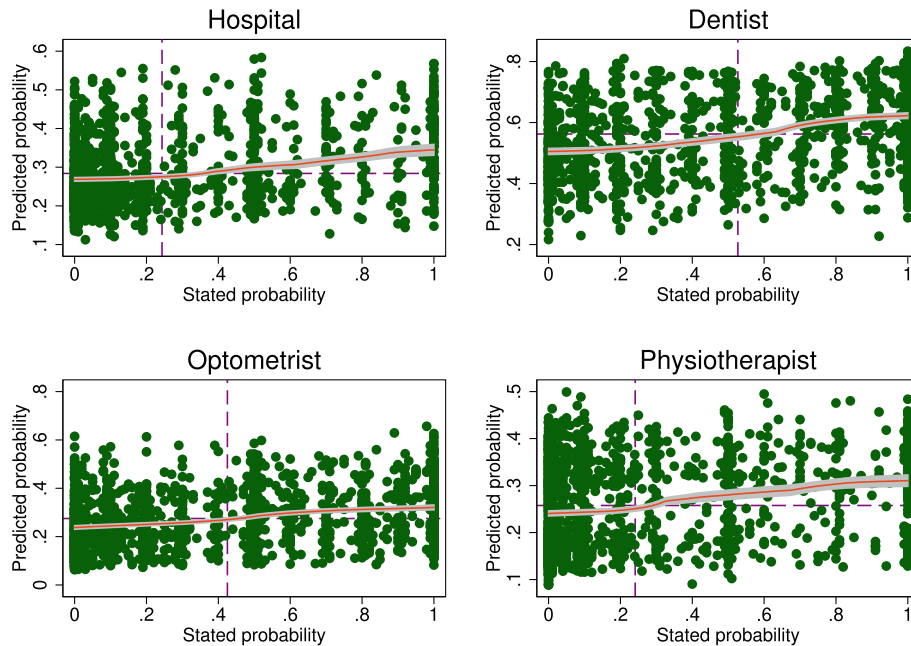 Hospital
Predicted probability
.6
.5
.4
.3
.2
.1
0 .2 .4 .6 .8 1
Stated probability
Dentist
Predicted probability
.8
.6
.4
.2
0 .2 .4 .6 .8 1
Stated probability
Optometrist
Predicted probability
.8
.6
.4
.2
0
0 .2 .4 .6 .8 1
Stated probability
Physiotherapist
Predicted probability
.5
.4
.3
.2
.1
0 .2 .4 .6 .8 1
Stated probability